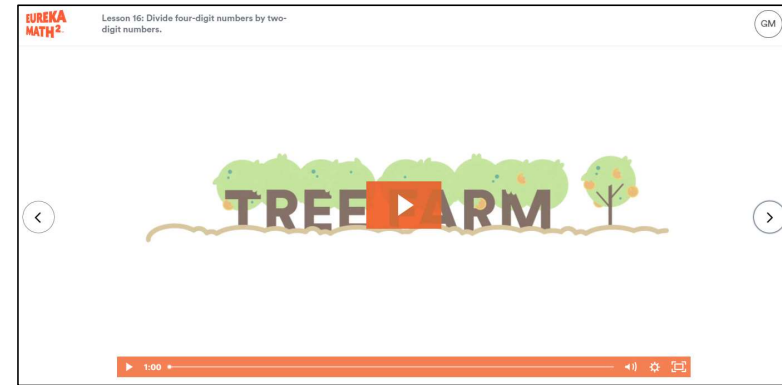 EUREKA
MATH²
Lesson 16: Divide four-digit numbers by two-
digit numbers.
GM
TREE FARM
1:00